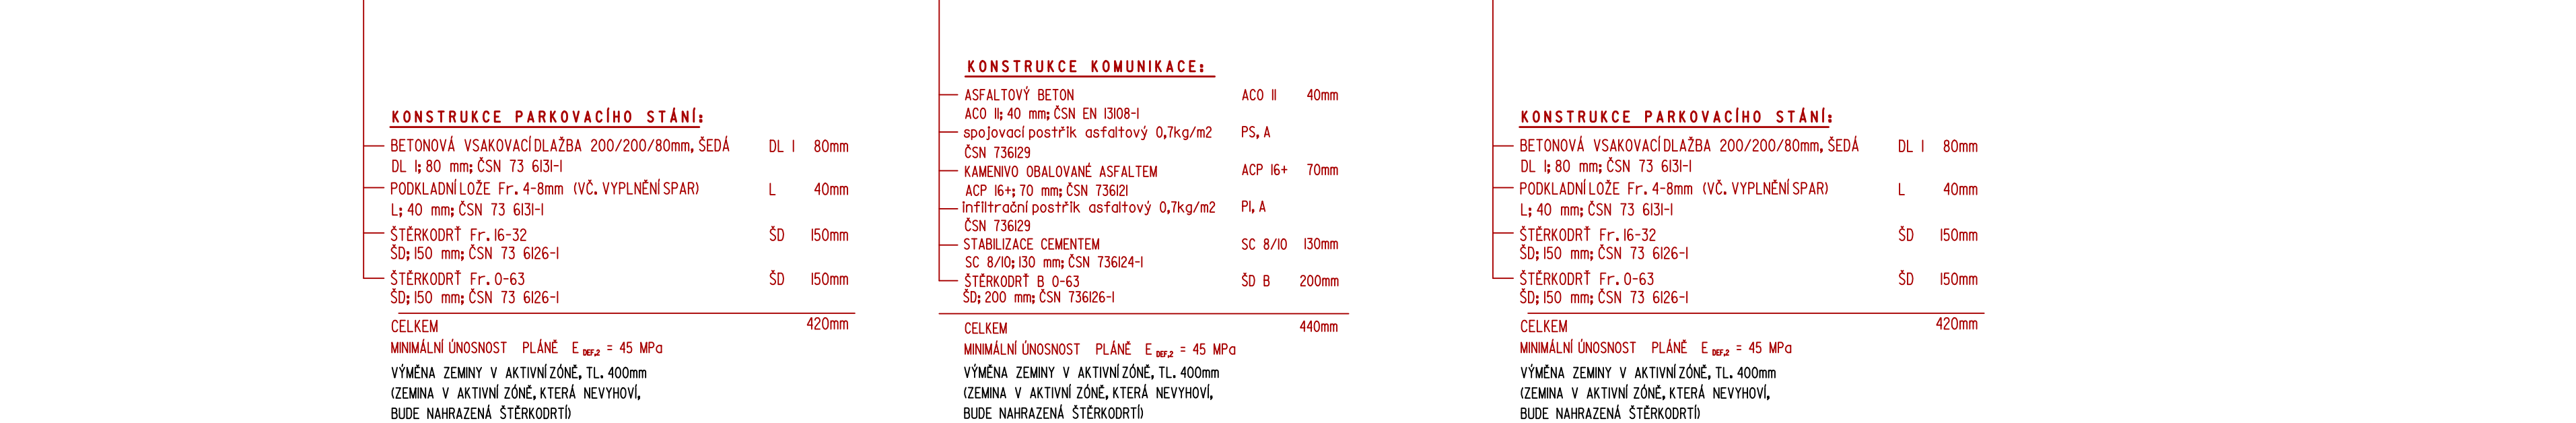 KONSTRUKCE PARKOVACÍHO STÁNÍ:
BETONOVÁ VSAKOVACÍ DLAŽBA 200/200/80mm, ŠEDÁ DL I 80mm
DL I; 80 mm; ČSN 73 6131-1
PODKLADNÍ LOŽE Fr. 4-8mm (VČ. VYPLNĚNÍ SPAR) L 40mm
L; 40 mm; ČSN 73 6131-1
ŠTĚRKODRŤ Fr. 16-32 ŠD 150mm
ŠD; 150 mm; ČSN 73 6126-1
ŠTĚRKODRŤ Fr. 0-63 ŠD 150mm
ŠD; 150 mm; ČSN 73 6126-1
CELKEM 420mm
MINIMÁLNÍ ÚNOSNOST PLÁNĚ E DEF,2 = 45 MPa
VÝMĚNA ZEMINY V AKTIVNÍ ZÓNĚ, TL. 400mm
(ZEMINA V AKTIVNÍ ZÓNĚ, KTERÁ NEVYHOVÍ,
BUDE NAHRAZENÁ ŠTĚRKODRTÍ)
KONSTRUKCE KOMUNIKACE:
ASFALTOVÝ BETON ACO 11 40mm
ACO 11; 40 mm; ČSN EN 13108-1
spojovací postřik asfaltový 0,7kg/m2 PS, A
ČSN 736129
KAMENIVO OBALOVANÉ ASFALTEM ACP 16+ 70mm
ACP 16+; 70 mm; ČSN 736121
infiltrační postřik asfaltový 0,7kg/m2 PI, A
ČSN 736129
STABILIZACE CEMENTEM SC 8/10 130mm
SC 8/10; 130 mm; ČSN 736124-1
ŠTĚRKODRŤ B 0-63 ŠD B 200mm
ŠD; 200 mm; ČSN 736126-1
CELKEM 440mm
MINIMÁLNÍ ÚNOSNOST PLÁNĚ E DEF,2 = 45 MPa
VÝMĚNA ZEMINY V AKTIVNÍ ZÓNĚ, TL. 400mm
(ZEMINA V AKTIVNÍ ZÓNĚ, KTERÁ NEVYHOVÍ,
BUDE NAHRAZENÁ ŠTĚRKODRTÍ)
KONSTRUKCE PARKOVACÍHO STÁNÍ:
BETONOVÁ VSAKOVACÍ DLAŽBA 200/200/80mm, ŠEDÁ DL I 80mm
DL I; 80 mm; ČSN 73 6131-1
PODKLADNÍ LOŽE Fr. 4-8mm (VČ. VYPLNĚNÍ SPAR) L 40mm
L; 40 mm; ČSN 73 6131-1
ŠTĚRKODRŤ Fr. 16-32 ŠD 150mm
ŠD; 150 mm; ČSN 73 6126-1
ŠTĚRKODRŤ Fr. 0-63 ŠD 150mm
ŠD; 150 mm; ČSN 73 6126-1
CELKEM 420mm
MINIMÁLNÍ ÚNOSNOST PLÁNĚ E DEF,2 = 45 MPa
VÝMĚNA ZEMINY V AKTIVNÍ ZÓNĚ, TL. 400mm
(ZEMINA V AKTIVNÍ ZÓNĚ, KTERÁ NEVYHOVÍ,
BUDE NAHRAZENÁ ŠTĚRKODRTÍ)